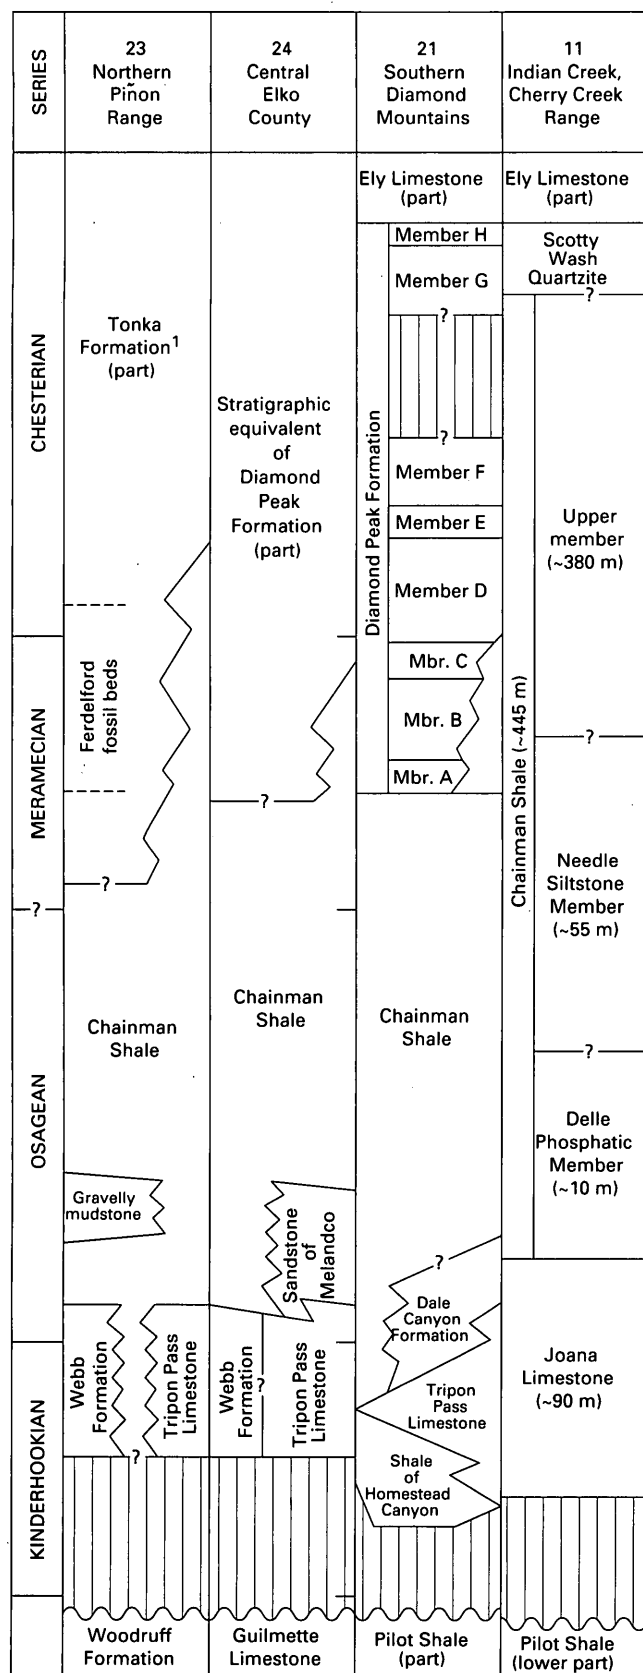 SERIES
23
Northern
Piñon
Range
24
Central
Elko
County
21
Southern
Diamond
Mountains
11
Indian Creek,
Cherry Creek
Range
CHESTERIAN
MERAMECIAN
?
OSAGEAN
KINDERHOOKIAN
Tonka
Formation1
(part)
Ferdelford
fossil beds
?
Chainman
Shale
Gravelly
mudstone
Webb
Formation
Tripon Pass
Limestone
?
Woodruff
Formation
Stratigraphic
equivalent
of
Diamond
Peak
Formation
(part)
?
Chainman
Shale
Sandstone
of
Melandco
Webb
Formation
?
Tripon Pass
Limestone
Guilmette
Limestone
Ely Limestone
(part)
Diamond Peak Formation
Member H
Member G
?
?
Member F
Member E
Member D
Mbr. C
Mbr. B
Mbr. A
Chainman
Shale
?
Dale
Canyon
Formation
Tripon
Pass
Limestone
Shale
of
Homestead
Canyon
Pilot Shale
(part)
Ely Limestone
(part)
Scotty
Wash
Quartzite
?
Chainman Shale (~445 m)
Upper
member
(~380 m)
?
Needle
Siltstone
Member
(~55 m)
?
Delle
Phosphatic
Member
(~10 m)
Joana
Limestone
(~90 m)
Pilot Shale
(lower part)